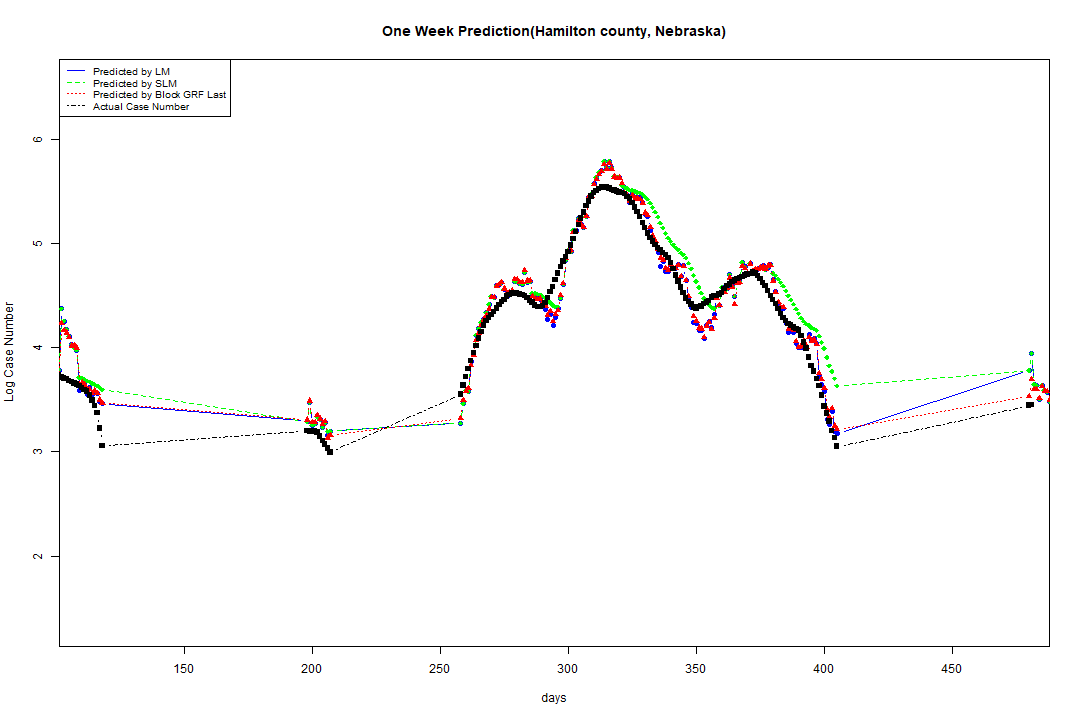 One Week Prediction(Hamilton county, Nebraska)
Predicted by LM
Predicted by SLM
Predicted by Block GRF Last
Actual Case Number
6
5
4
3
2
Log Case Number
150 200 250 300 350 400 450
days